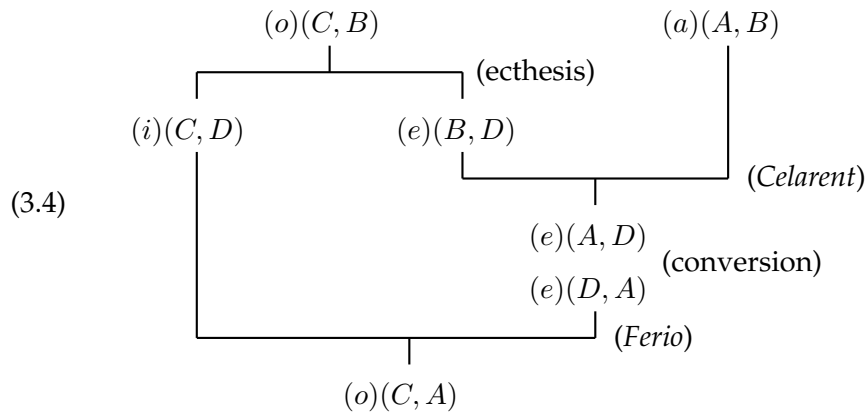 (o)(C, B) (a)(A, B)
(ecthesis)
(i)(C, D) (e)(B, D)
(Celarent)
(3.4)
(e)(A, D)
(conversion)
(e)(D, A)
(Ferio)
(o)(C, A)